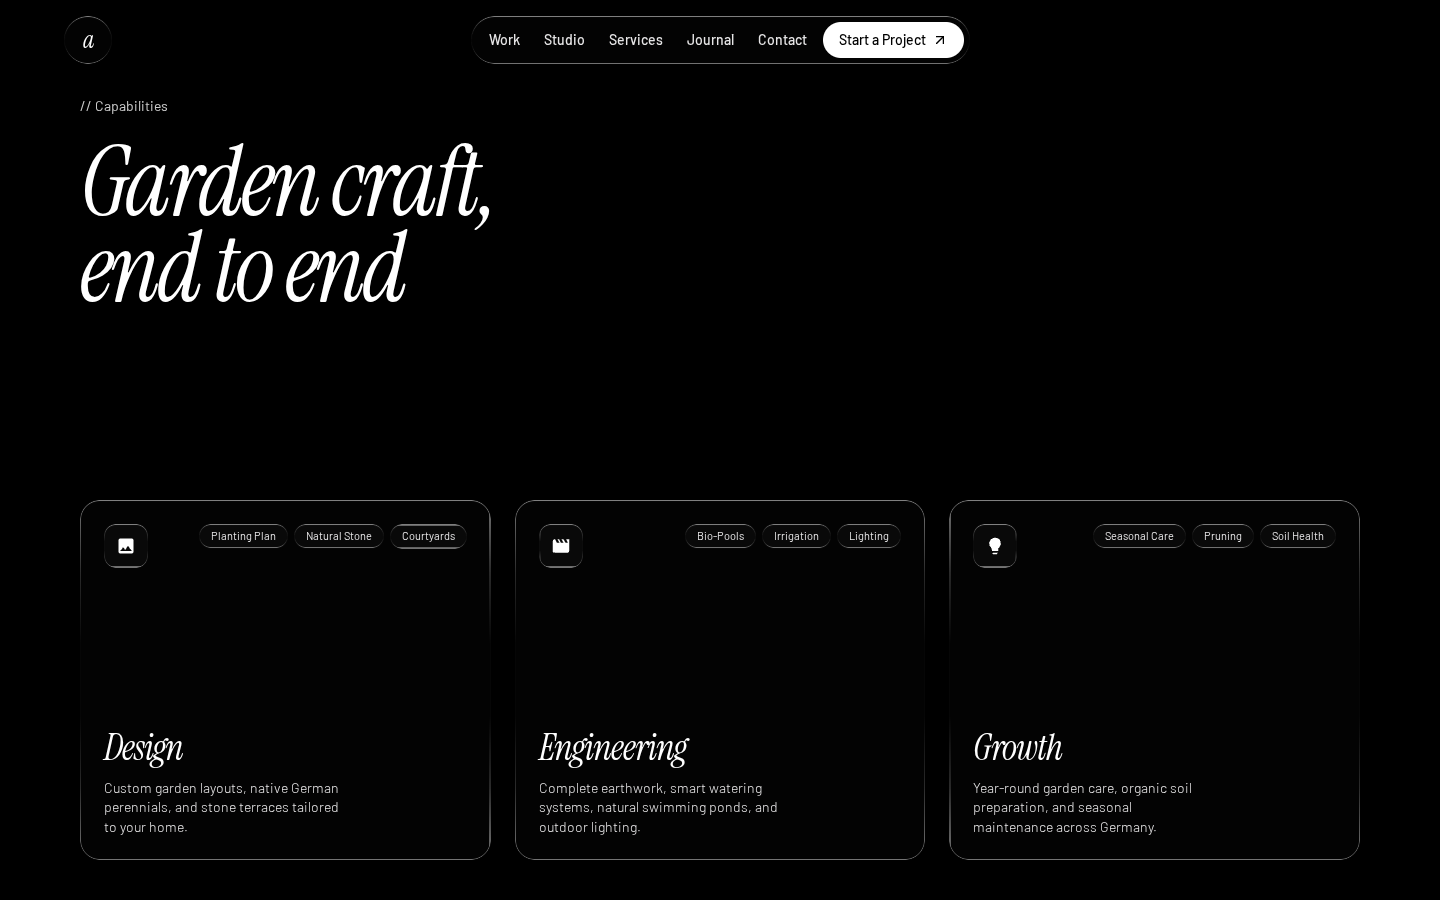 a
Work Studio Services Journal Contact Start a Project
// Capabilities
Garden craft,
end to end
Planting Plan Natural Stone Courtyards
Design
Custom garden layouts, native German
perennials, and stone terraces tailored
to your home.
Bio-Pools Irrigation Lighting
Engineering
Complete earthwork, smart watering
systems, natural swimming ponds, and
outdoor lighting.
Seasonal Care Pruning Soil Health
Growth
Year-round garden care, organic soil
preparation, and seasonal
maintenance across Germany.